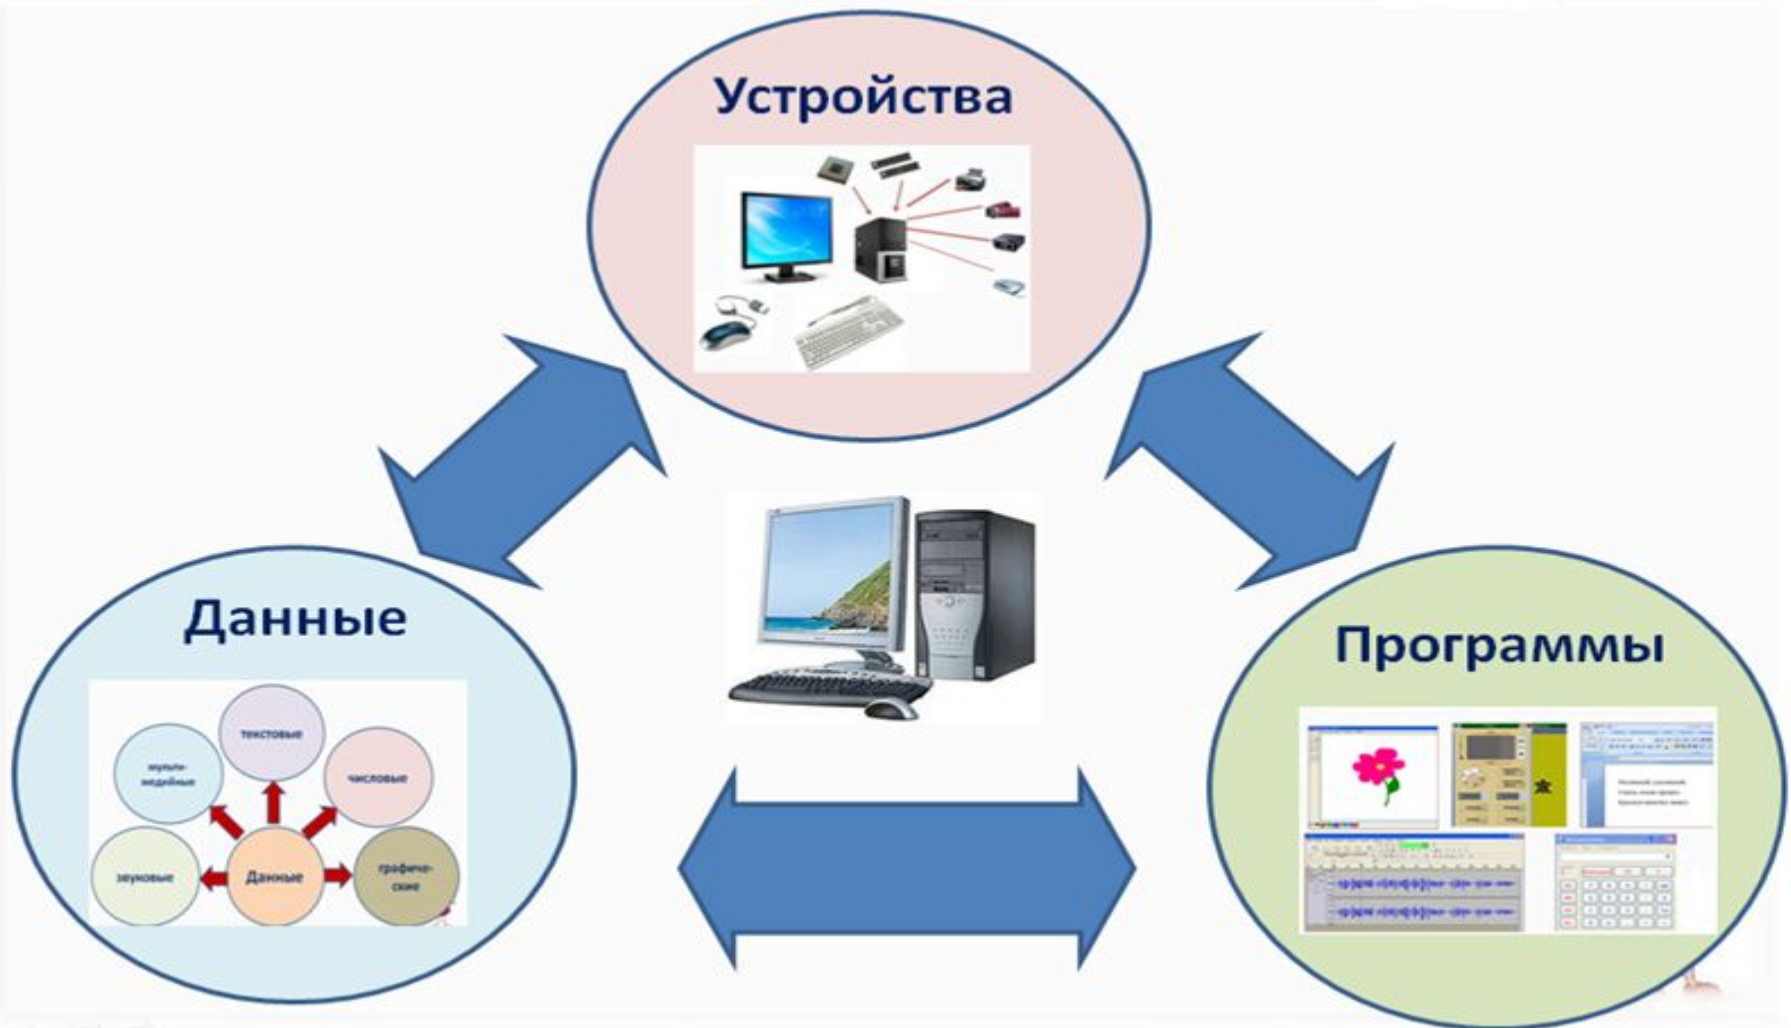 Устройства
Данные
текстовые
мульти-
медийные
числовые
звуковые
Данные
графиче-
ские
Программы